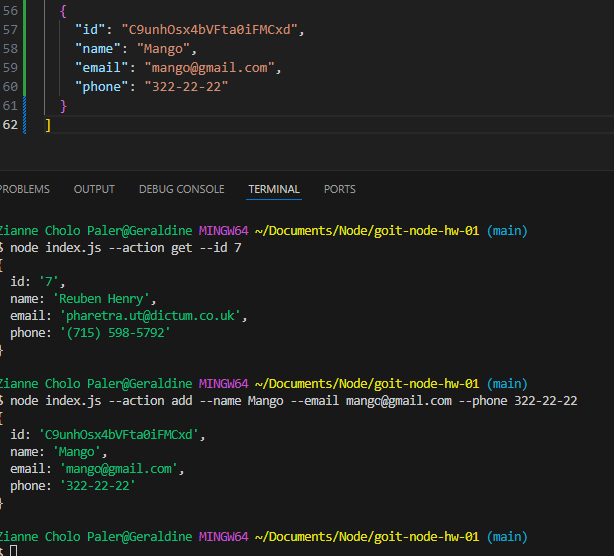 56 {
57 "id": "C9unhOsx4bVFta0iFMCxd",
58 "name": "Mango",
59 "email": "mango@gmail.com",
60 "phone": "322-22-22"
61 }
62 ]
PROBLEMS OUTPUT DEBUG CONSOLE TERMINAL PORTS
Zianne Cholo Paler@Geraldine MINGW64 ~/Documents/Node/goit-node-hw-01 (main)
$ node index.js --action get --id 7
{
id: '7',
name: 'Reuben Henry',
email: 'pharetra.ut@dictum.co.uk',
phone: '(715) 598-5792'
}
Zianne Cholo Paler@Geraldine MINGW64 ~/Documents/Node/goit-node-hw-01 (main)
$ node index.js --action add --name Mango --email mango@gmail.com --phone 322-22-22
{
id: 'C9unhOsx4bVFta0iFMCxd',
name: 'Mango',
email: 'mango@gmail.com',
phone: '322-22-22'
}
Zianne Cholo Paler@Geraldine MINGW64 ~/Documents/Node/goit-node-hw-01 (main)
$